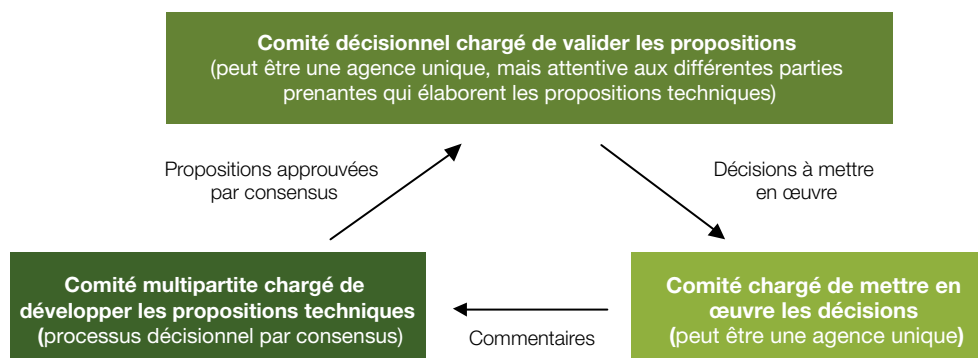 Comité décisionnel chargé de valider les propositions
(peut être une agence unique, mais attentive aux différentes parties
prenantes qui élaborent les propositions techniques)
Propositions approuvées
par consensus
Décisions à mettre
en œuvre
Comité multipartite chargé de
développer les propositions techniques
(processus décisionnel par consensus)
Commentaires
Comité chargé de mettre en
œuvre les décisions
(peut être une agence unique)